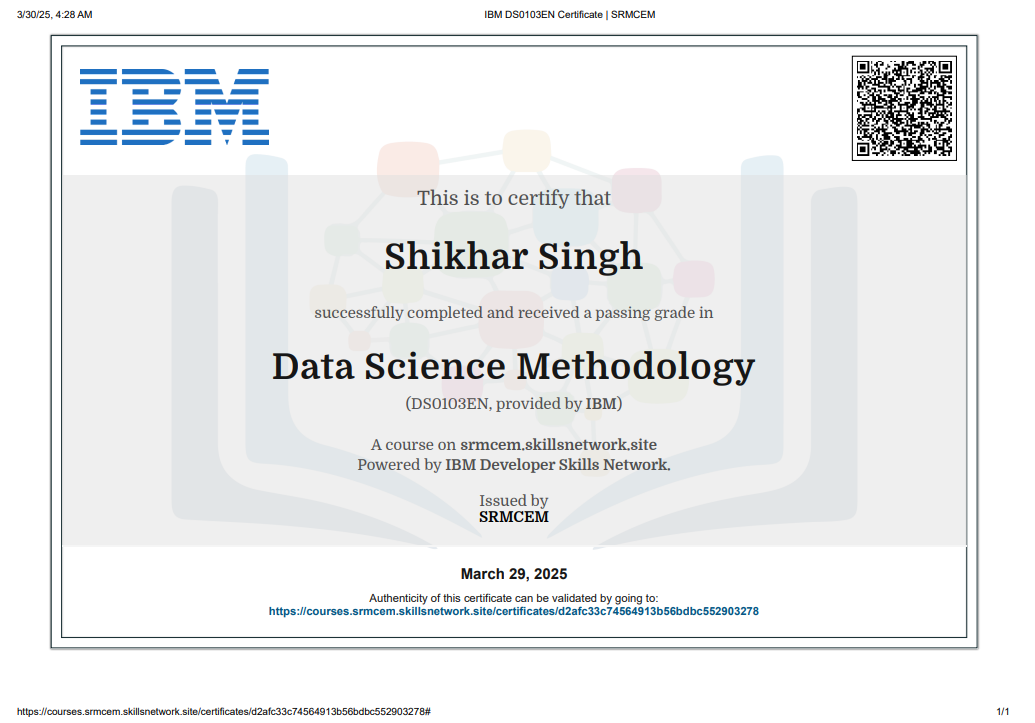 3/30/25, 4:28 AM
IBM DS0103EN Certificate | SRMCEM
IBM
This is to certify that
Shikhar Singh
successfully completed and received a passing grade in
Data Science Methodology
(DS0103EN, provided by IBM)
A course on srmcem.skillsnetwork.site
Powered by IBM Developer Skills Network.
Issued by
SRMCEM
March 29, 2025
Authenticity of this certificate can be validated by going to:
https://courses.srmcem.skillsnetwork.site/certificates/d2afc33c74564913b56bdbc552903278
https://courses.srmcem.skillsnetwork.site/certificates/d2afc33c74564913b56bdbc552903278#
1/1